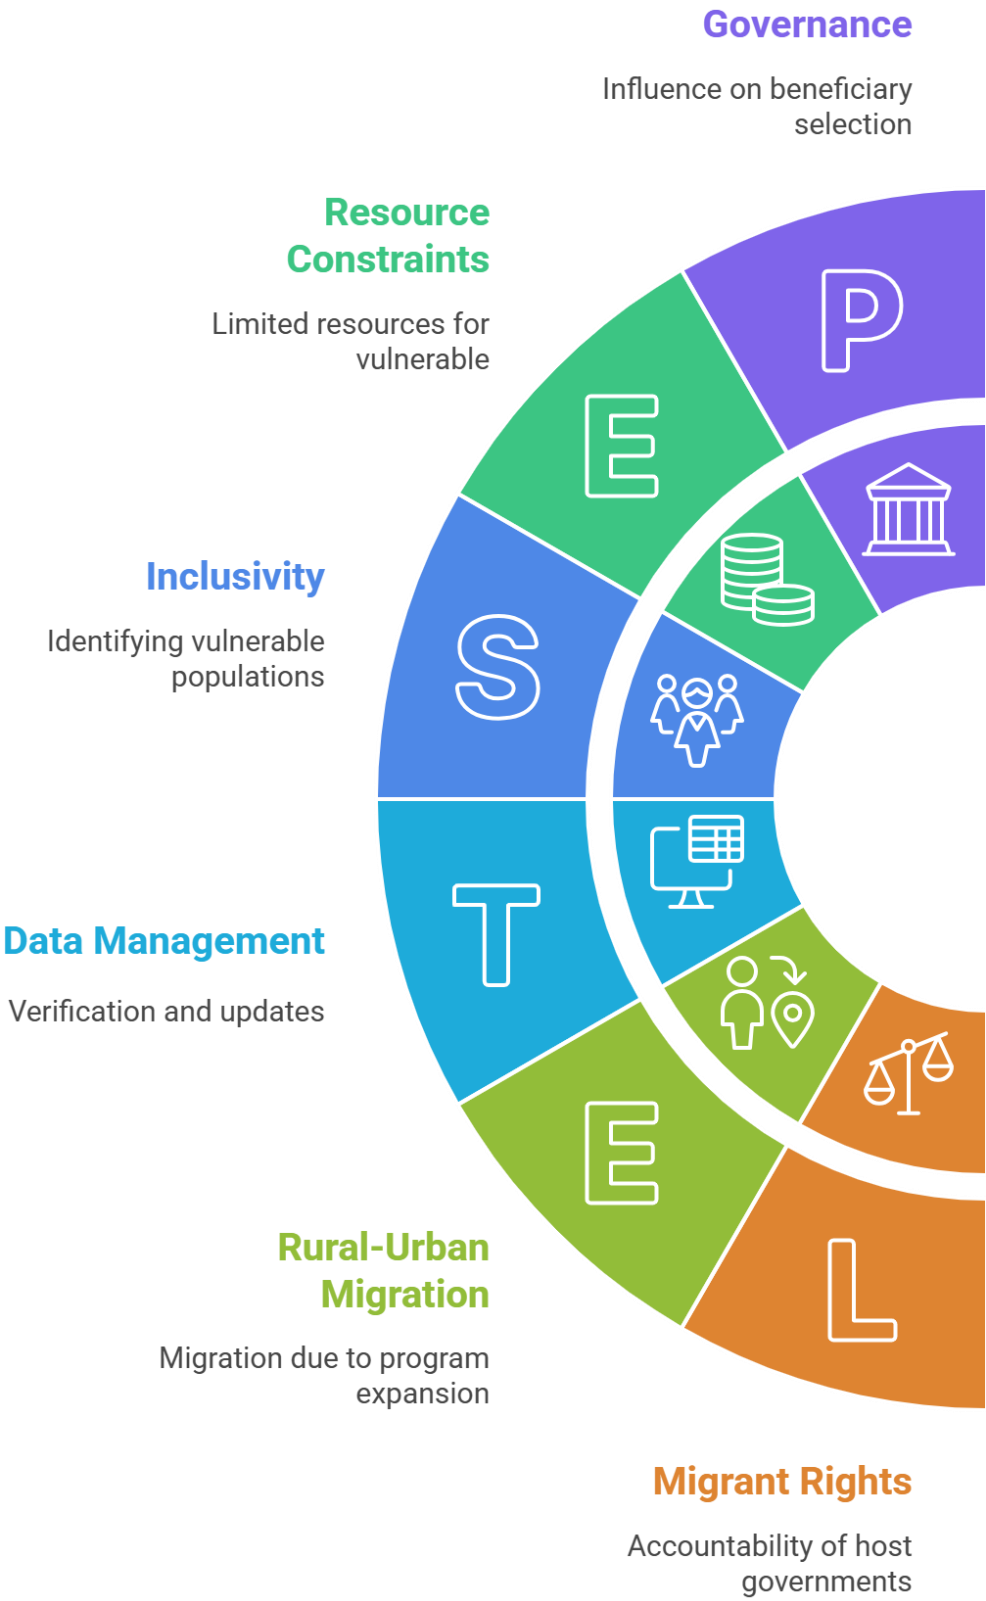 Governance
Influence on beneficiary
selection
P
Resource
Constraints
Limited resources for
vulnerable
E
Inclusivity
Identifying vulnerable
populations
S
Data Management
Verification and updates
T
Rural-Urban
Migration
Migration due to program
expansion
E
Migrant Rights
Accountability of host
governments
L